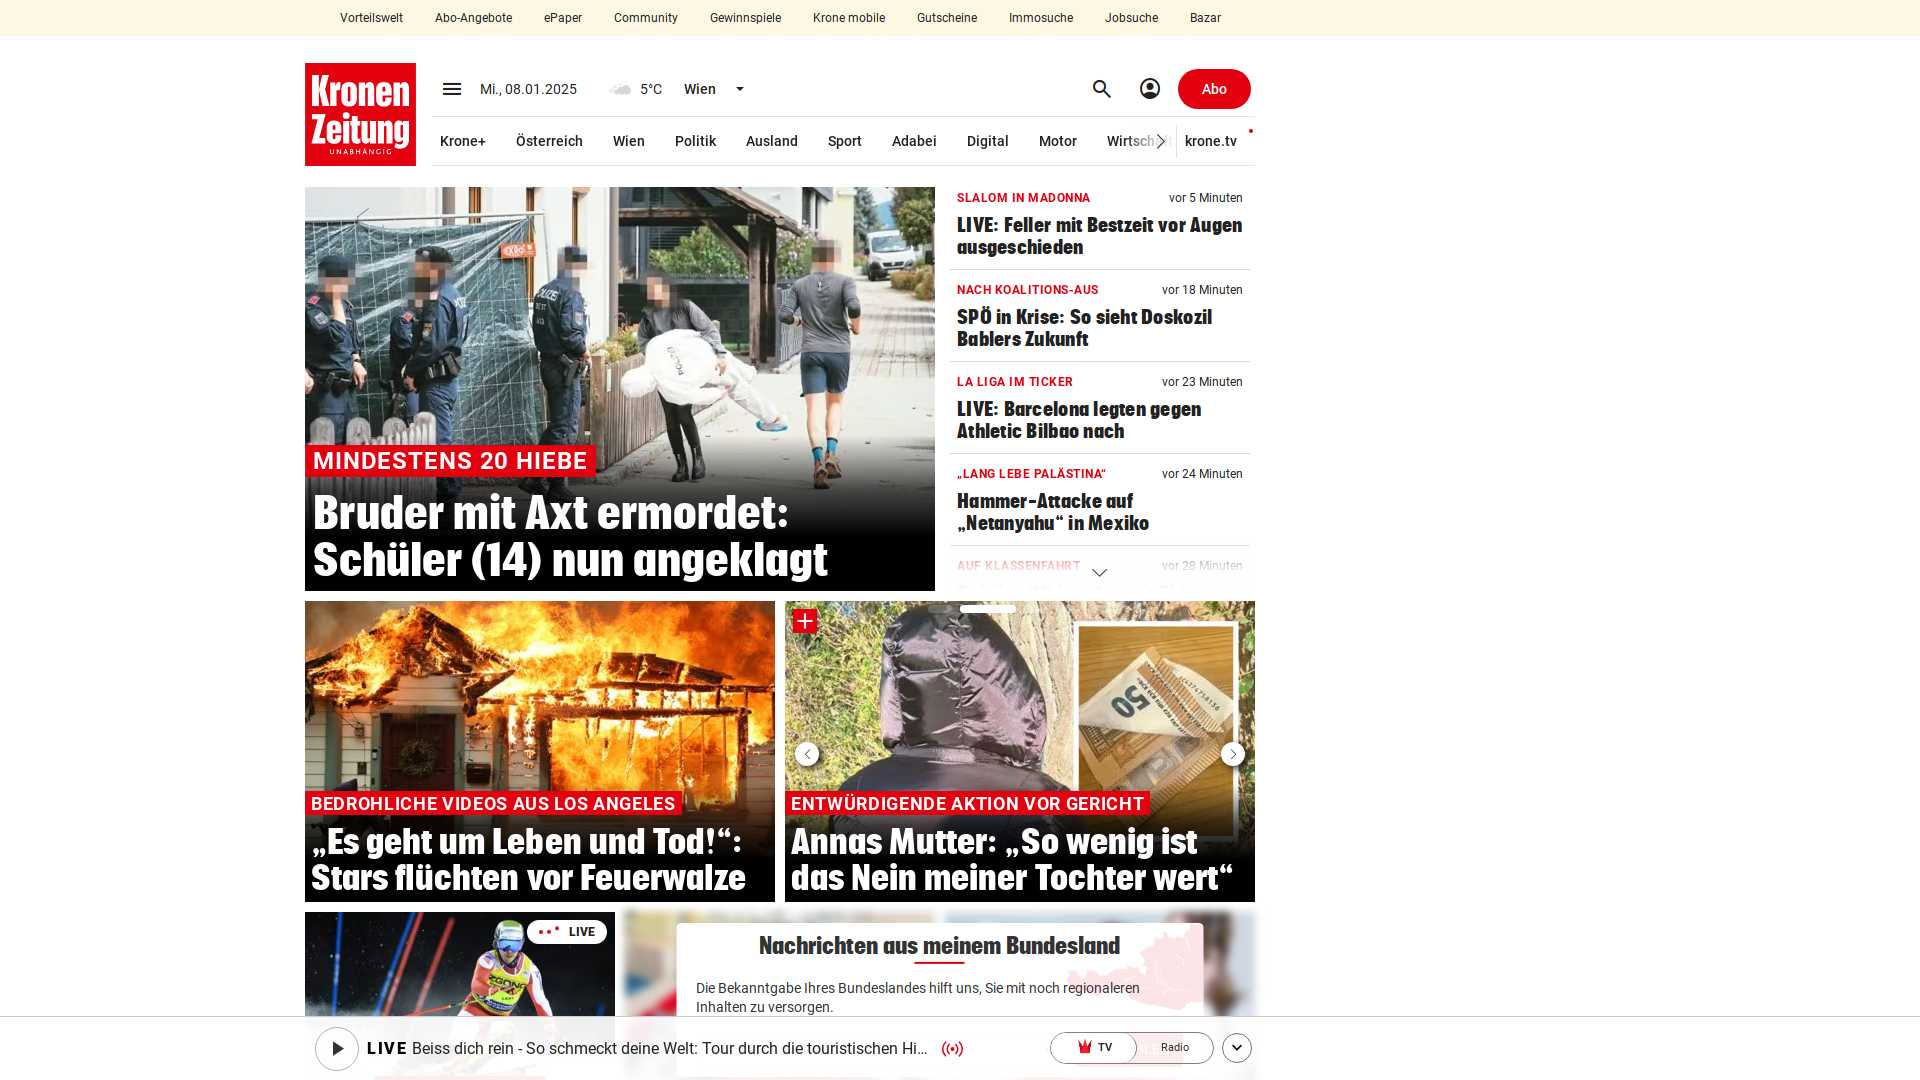 Vorteilswelt Abo-Angebote ePaper Community Gewinnspiele Krone mobile Gutscheine Immosuche Jobsuche Bazar
Kronen
Zeitung
UNABHÄNGIG
Mi., 08.01.2025 5°C Wien Abo
Krone+ Österreich Wien Politik Ausland Sport Adabei Digital Motor Wirtschaft krone.tv
MINDESTENS 20 HIEBE
Bruder mit Axt ermordet:
Schüler (14) nun angeklagt
SLALOM IN MADONNA vor 5 Minuten
LIVE: Feller mit Bestzeit vor Augen
ausgeschieden
NACH KOALITIONS-AUS vor 18 Minuten
SPÖ in Krise: So sieht Doskozil
Bablers Zukunft
LA LIGA IM TICKER vor 23 Minuten
LIVE: Barcelona legten gegen
Athletic Bilbao nach
„LANG LEBE PALÄSTINA“ vor 24 Minuten
Hammer-Attacke auf
„Netanyahu“ in Mexiko
AUF KLASSENFAHRT vor 28 Minuten
BEDROHLICHE VIDEOS AUS LOS ANGELES
„Es geht um Leben und Tod!“:
Stars flüchten vor Feuerwalze
50
ENTWÜRDIGENDE AKTION VOR GERICHT
Annas Mutter: „So wenig ist
das Nein meiner Tochter wert“
LIVE
Nachrichten aus meinem Bundesland
Die Bekanntgabe Ihres Bundeslandes hilft uns, Sie mit noch regionaleren
Inhalten zu versorgen.
LIVE Beiss dich rein - So schmeckt deine Welt: Tour durch die touristischen Hi... TV Radio